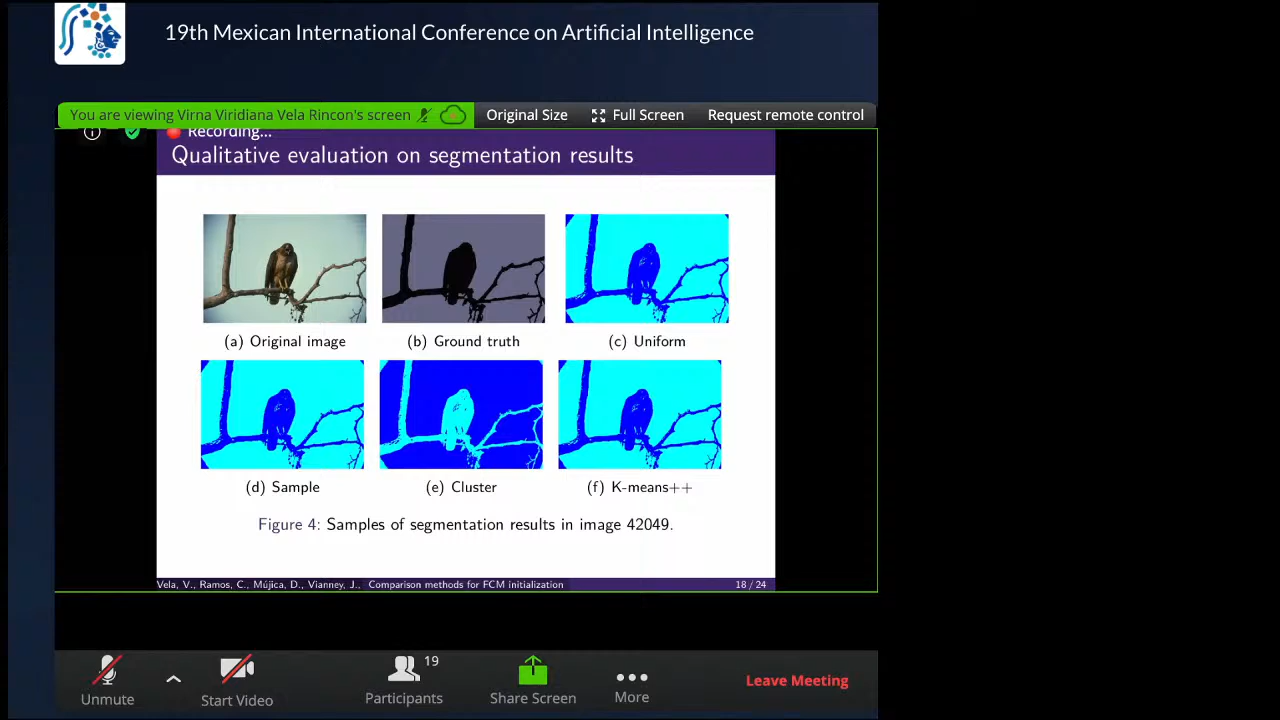 19th Mexican International Conference on Artificial Intelligence
You are viewing Virna Viridiana Vela Rincon's screen
Original Size
Full Screen
Request remote control
Recording...
Qualitative evaluation on segmentation results
(a) Original image
(b) Ground truth
(c) Uniform
(d) Sample
(e) Cluster
(f) K-means++
Figure 4: Samples of segmentation results in image 42049.
Vela, V., Ramos, C., Mújica, D., Vianney, J., Comparison methods for FCM initialization
18 / 24
Unmute
Start Video
19
Participants
Share Screen
More
Leave Meeting